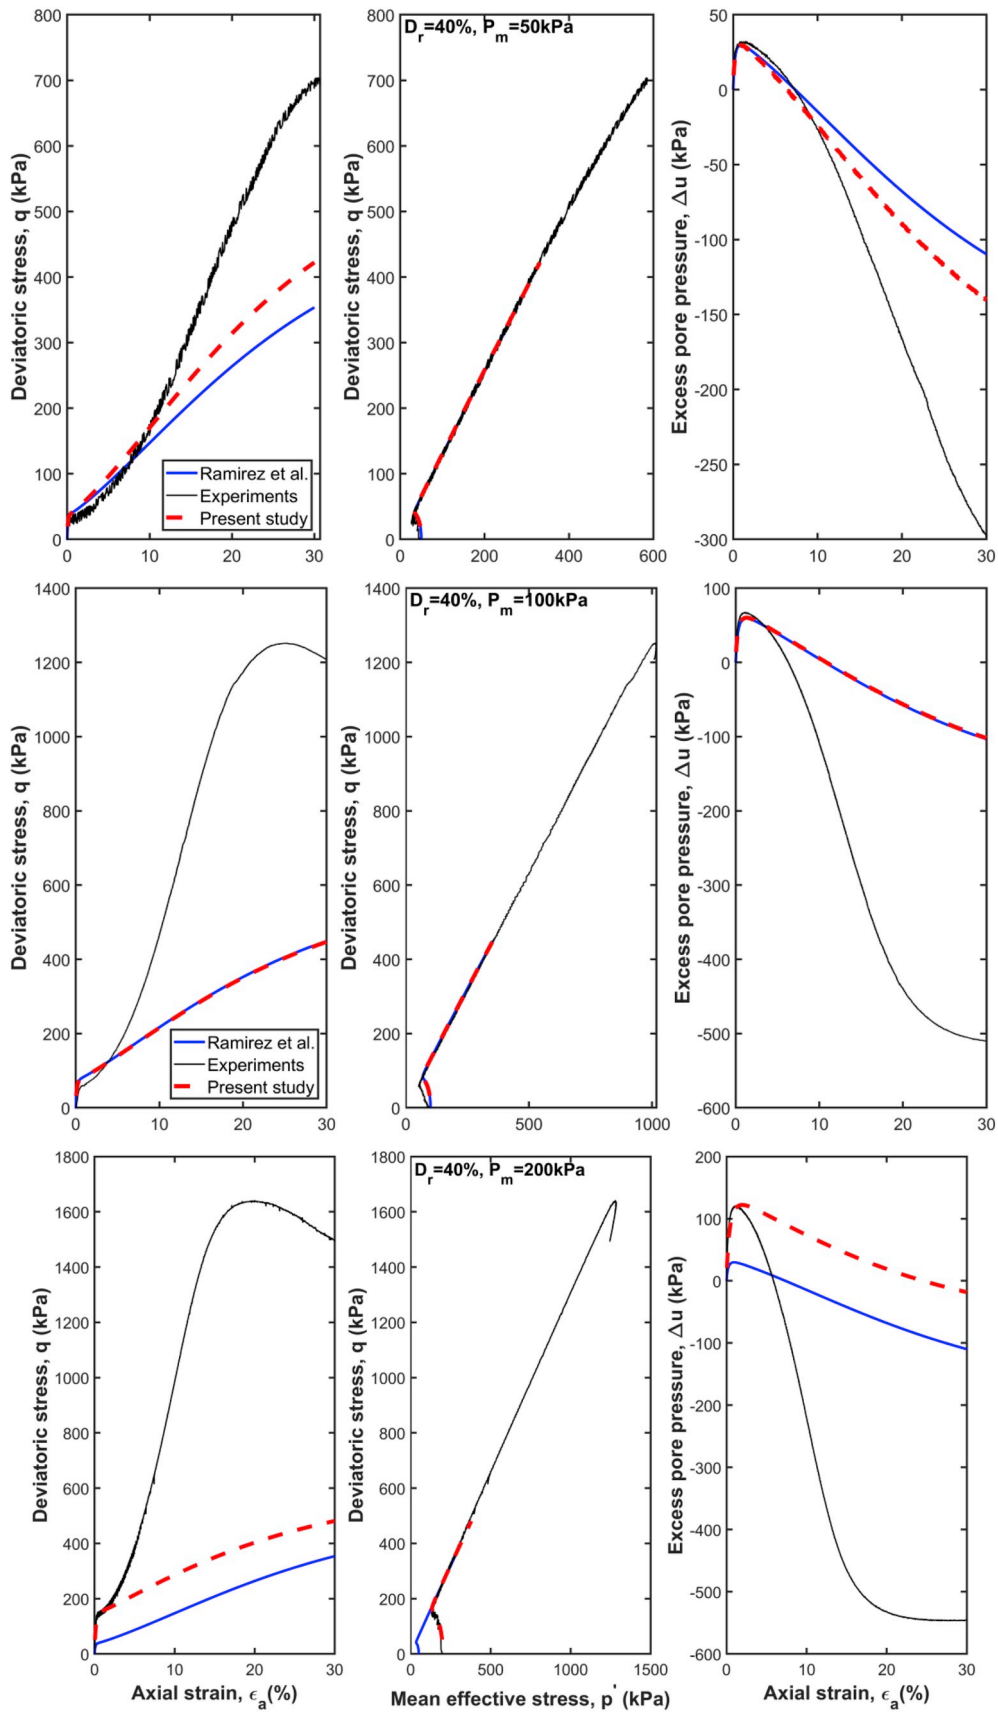 Deviatoric stress, q (kPa)
800
700
600
500
400
300
200
100
0
0 10 20 30
Ramirez et al.
Experiments
Present study
Dr=40%, Pm=50kPa
Deviatoric stress, q (kPa)
800
700
600
500
400
300
200
100
0
0 200 400 600
Excess pore pressure, Δu (kPa)
50
0
-50
-100
-150
-200
-250
-300
0 10 20 30
Deviatoric stress, q (kPa)
1400
1200
1000
800
600
400
200
0
0 10 20 30
Ramirez et al.
Experiments
Present study
Dr=40%, Pm=100kPa
Deviatoric stress, q (kPa)
1400
1200
1000
800
600
400
200
0
0 500 1000
Excess pore pressure, Δu (kPa)
100
0
-100
-200
-300
-400
-500
-600
0 10 20 30
Deviatoric stress, q (kPa)
1800
1600
1400
1200
1000
800
600
400
200
0
0 10 20 30
Axial strain, ϵa(%)
Dr=40%, Pm=200kPa
Deviatoric stress, q (kPa)
1800
1600
1400
1200
1000
800
600
400
200
0
0 500 1000 1500
Mean effective stress, p' (kPa)
Excess pore pressure, Δu (kPa)
200
100
0
-100
-200
-300
-400
-500
-600
0 10 20 30
Axial strain, ϵa(%)